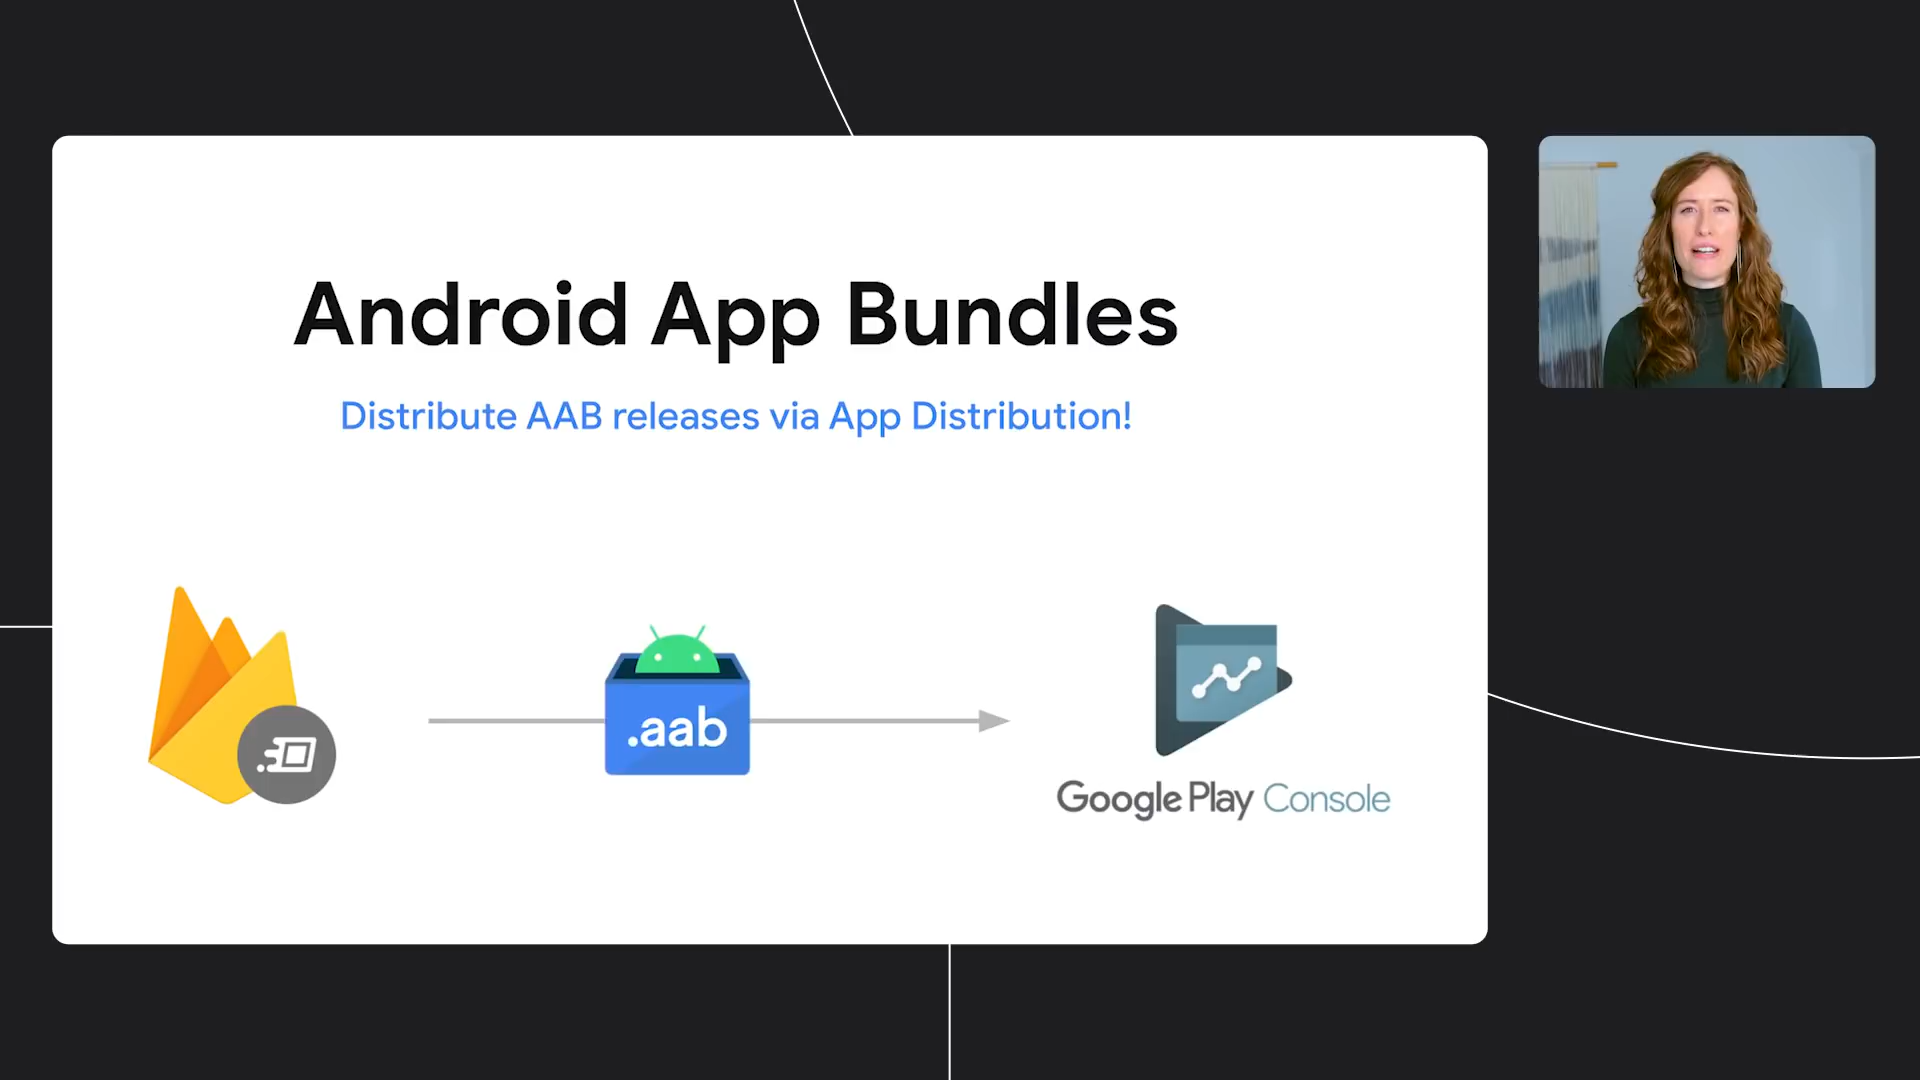 Android App Bundles
Distribute AAB releases via App Distribution!
.aab
Google Play Console